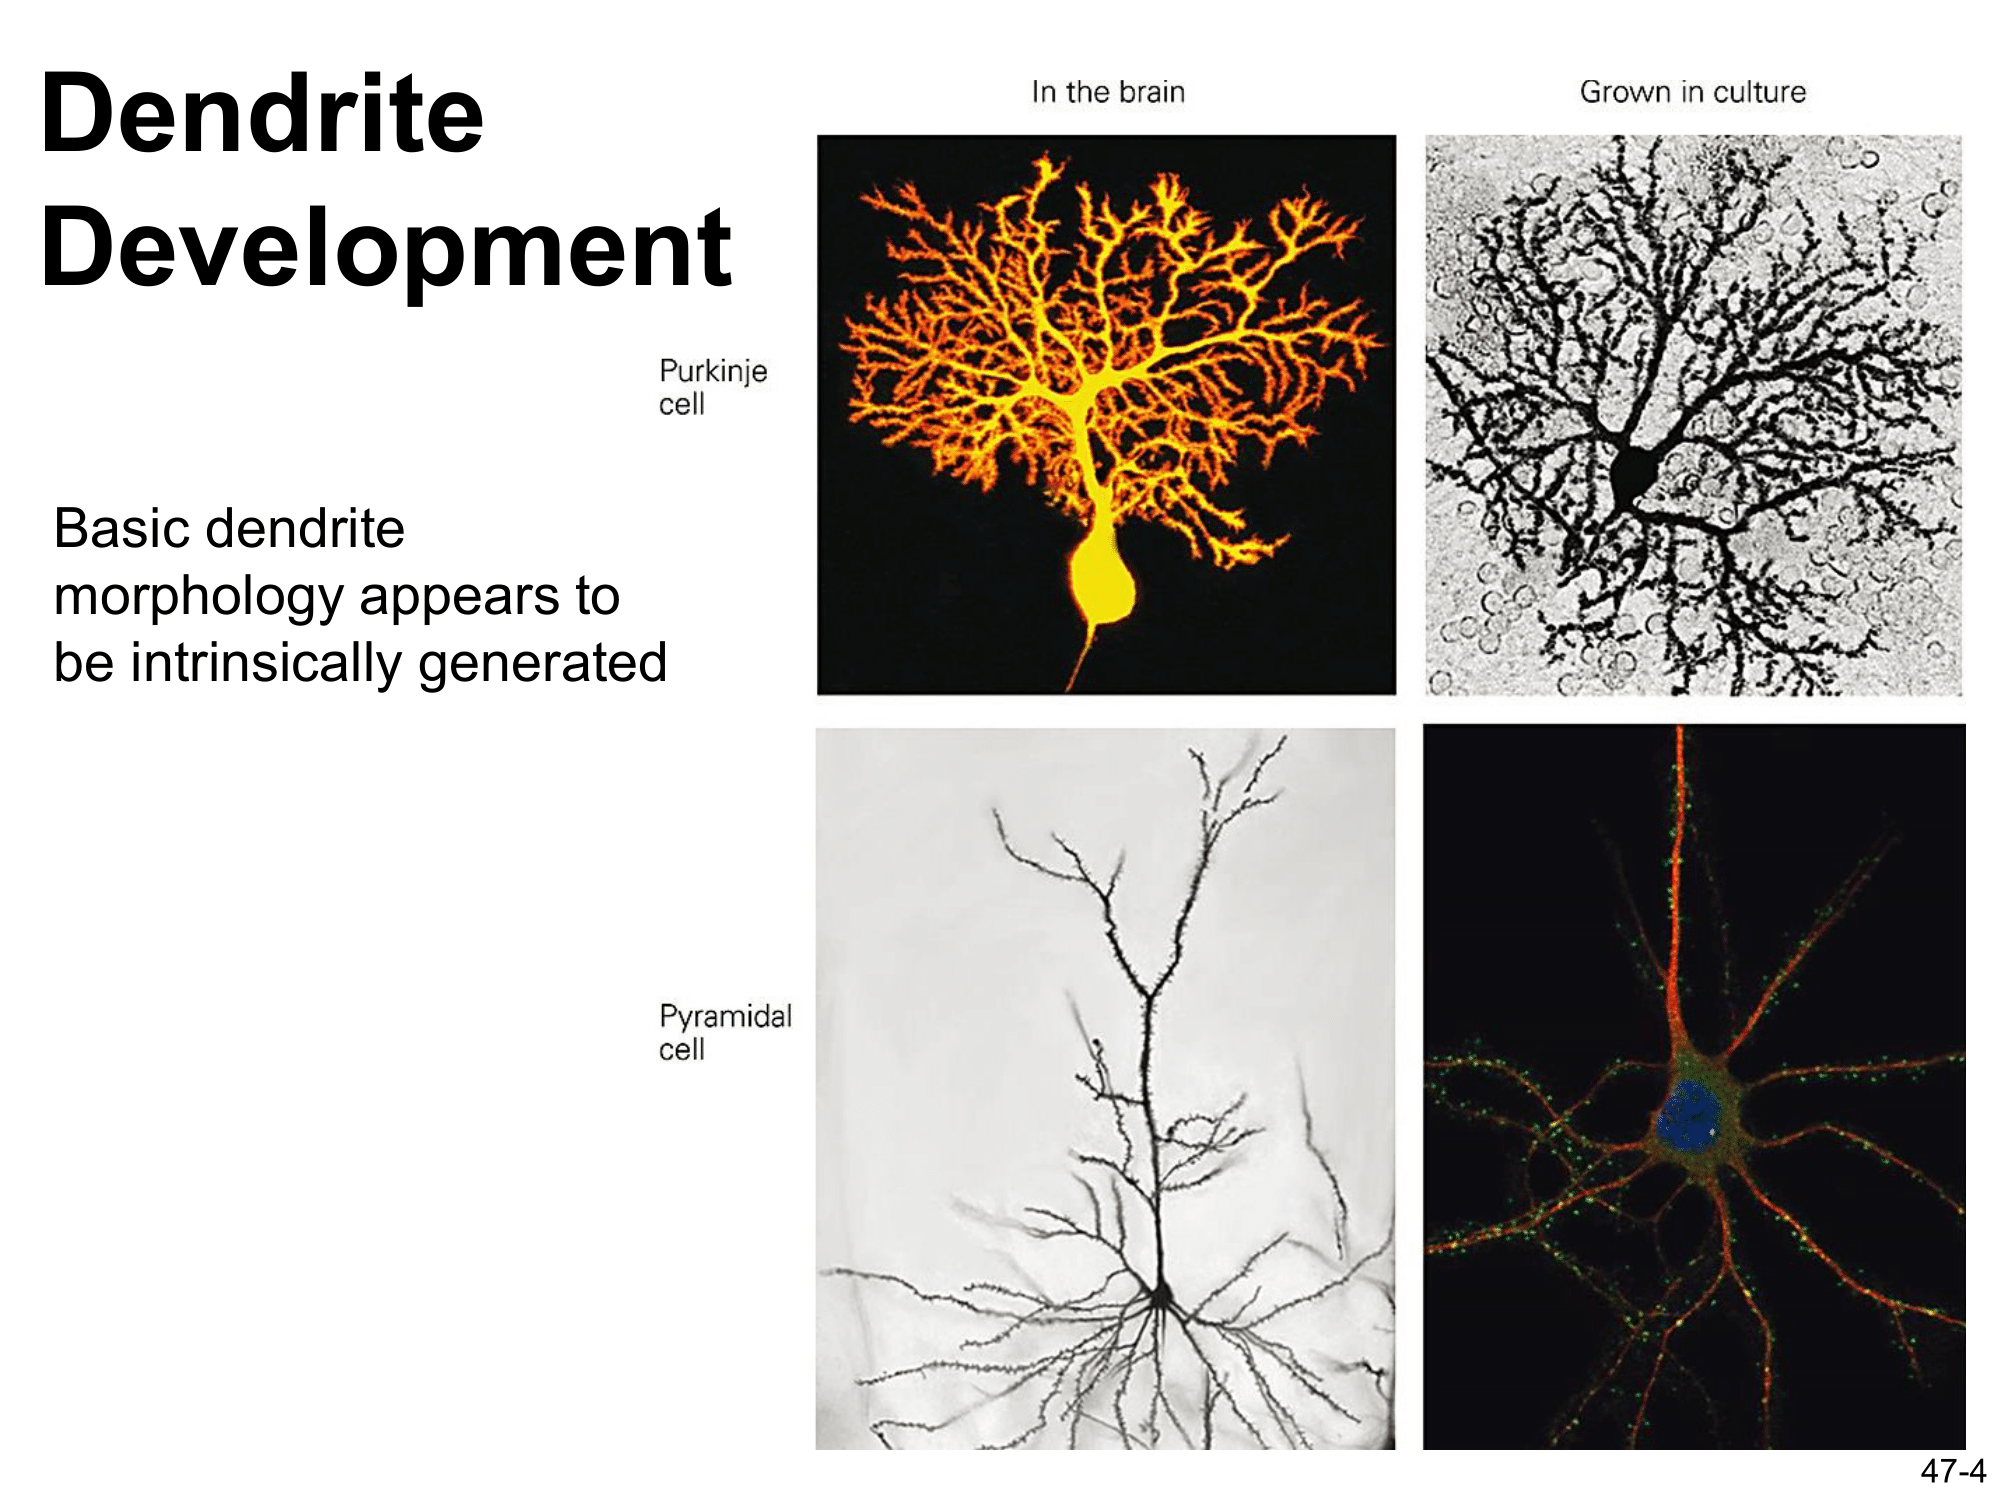 Dendrite
Development
In the brain
Grown in culture
Purkinje
cell
Basic dendrite
morphology appears to
be intrinsically generated
Pyramidal
cell
47-4